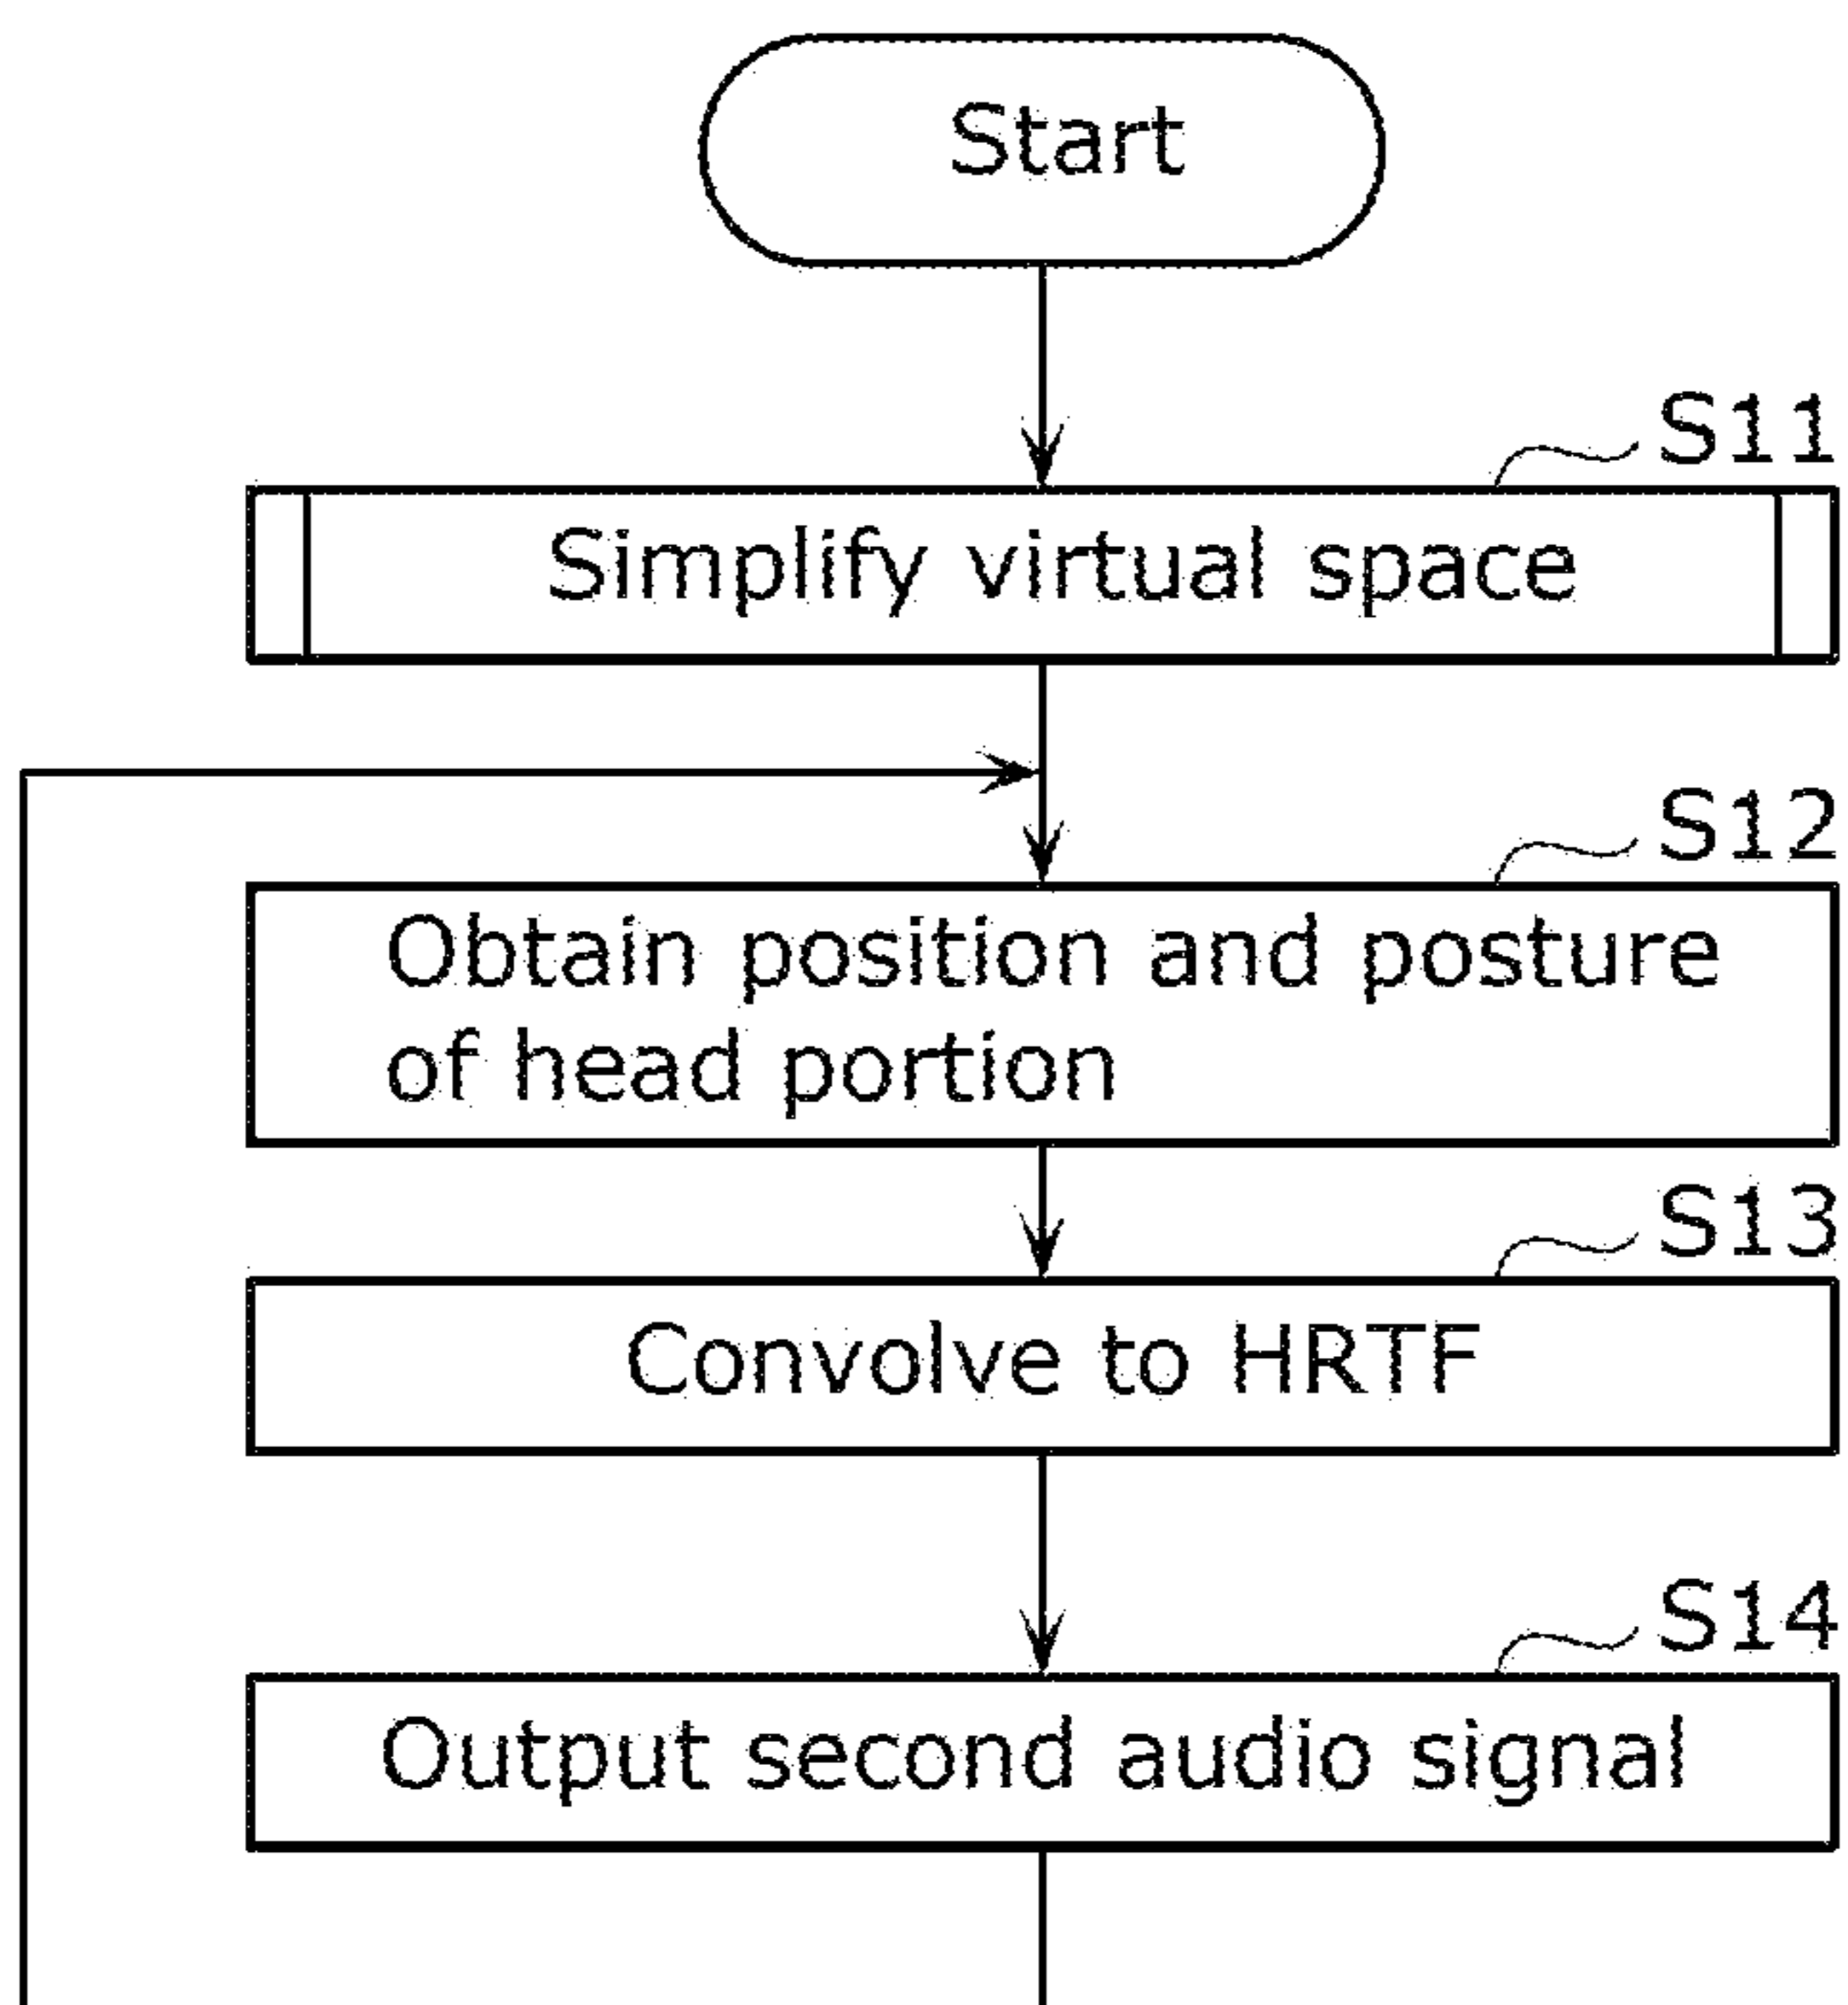 Start
S11
Simplify virtual space
S12
Obtain position and posture
of head portion
S13
Convolve to HRTF
S14
Output second audio signal